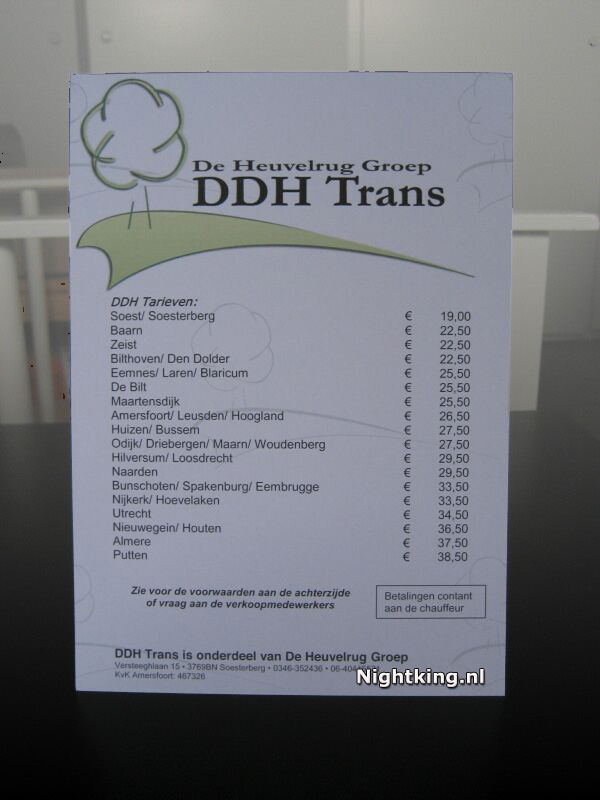 De Heuvelrug Groep
DDH Trans
DDH Tarieven:
Soest/ Soesterberg € 19,00
Baarn € 22,50
Zeist € 22,50
Bilthoven/ Den Dolder € 22,50
Eemnes/ Laren/ Blaricum € 25,50
De Bilt € 25,50
Maartensdijk € 25,50
Amersfoort/ Leusden/ Hoogland € 26,50
Huizen/ Bussem € 27,50
Odijk/ Driebergen/ Maarn/ Woudenberg € 27,50
Hilversum/ Loosdrecht € 29,50
Naarden € 29,50
Bunschoten/ Spakenburg/ Eembrugge € 33,50
Nijkerk/ Hoevelaken € 33,50
Utrecht € 34,50
Nieuwegein/ Houten € 36,50
Almere € 37,50
Putten € 38,50
Zie voor de voorwaarden aan de achterzijde
of vraag aan de verkoopmedewerkers
Betalingen contant
aan de chauffeur
DDH Trans is onderdeel van De Heuvelrug Groep
Versteeghlaan 15 • 3769BN Soesterberg • 0346-352436 •
KvK Amersfoort: 467326
Nightking.nl